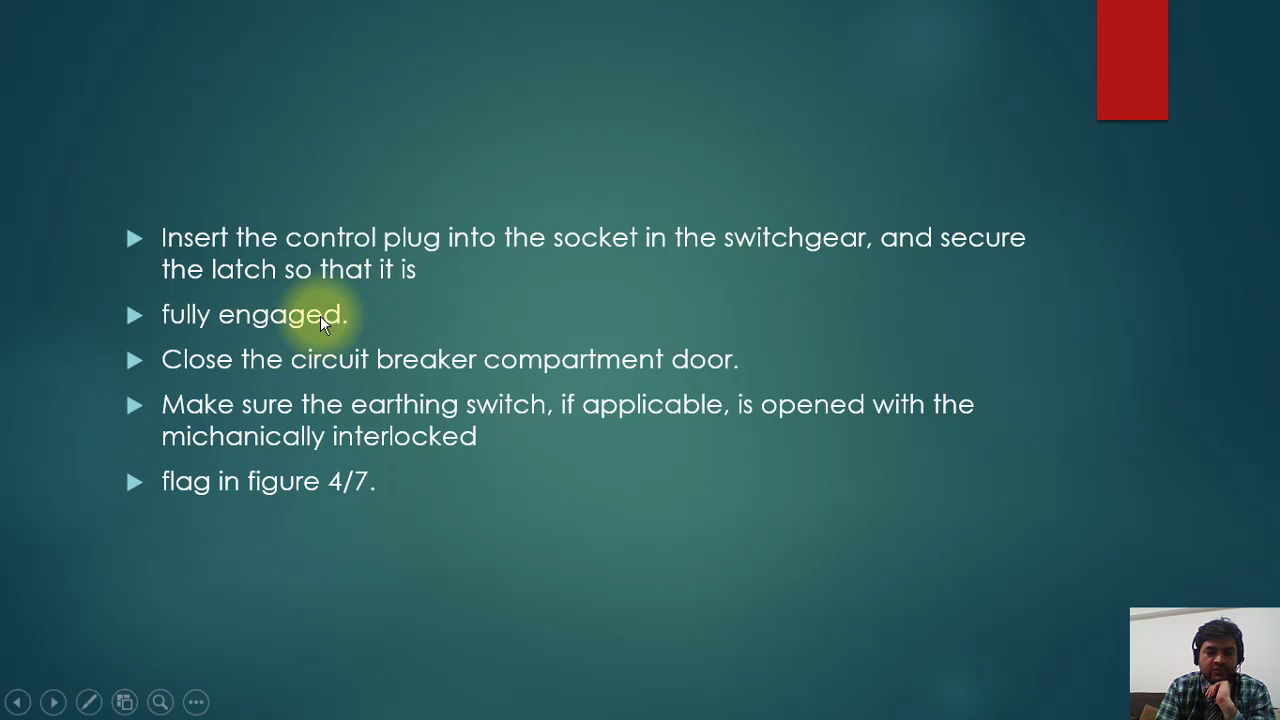 Insert the control plug into the socket in the switchgear, and secure
the latch so that it is
fully engaged.
Close the circuit breaker compartment door.
Make sure the earthing switch, if applicable, is opened with the
michanically interlocked
flag in figure 4/7.